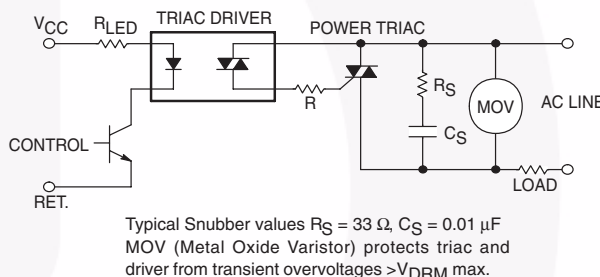 TRIAC DRIVER
POWER TRIAC
VCC
RLED
R
RS
CS
MOV
AC LINE
CONTROL
RET.
LOAD
Typical Snubber values RS = 33 Ω, CS = 0.01 μF
MOV (Metal Oxide Varistor) protects triac and
driver from transient overvoltages >VDRM max.